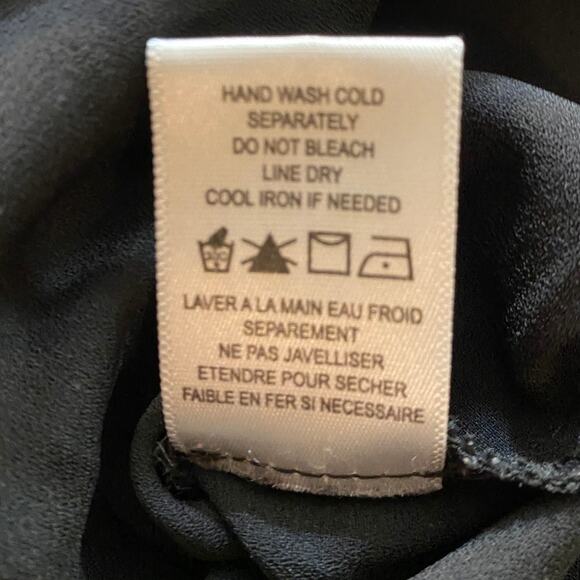 HAND WASH COLD
SEPARATELY
DO NOT BLEACH
LINE DRY
COOL IRON IF NEEDED
LAVER A LA MAIN EAU FROID
SEPAREMENT
NE PAS JAVELLISER
ETENDRE POUR SECHER
FAIBLE EN FER SI NECESSAIRE